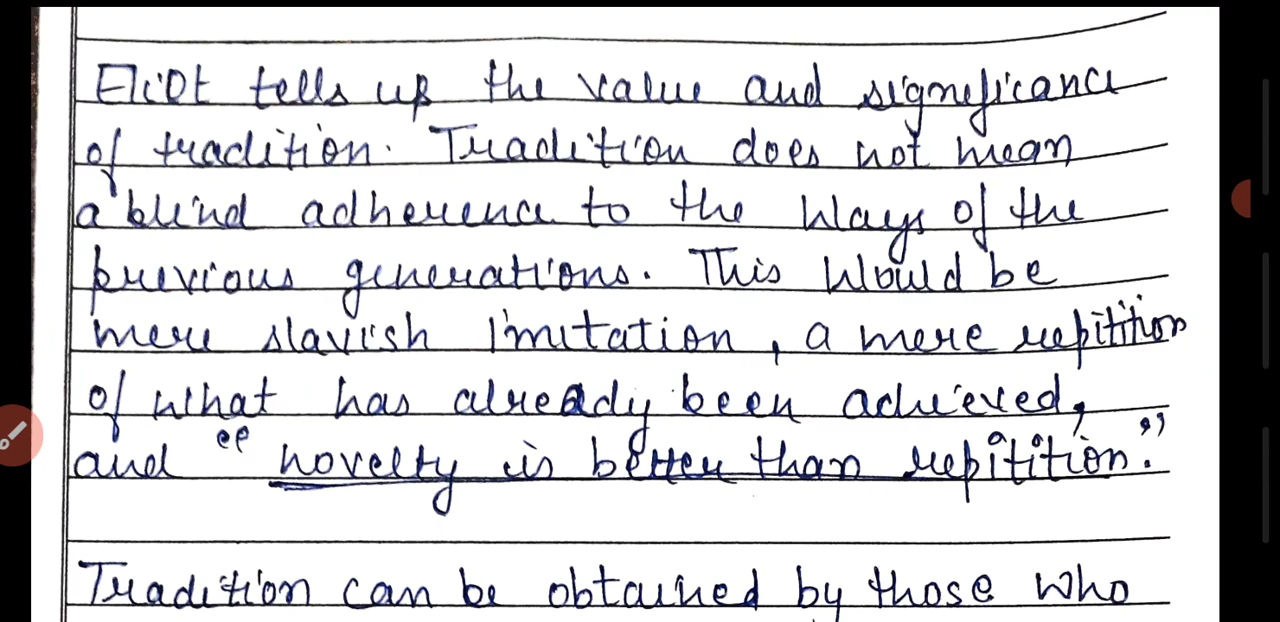 Eliot tells up the value and significance
of tradition. Tradition does not mean
a blind adherence to the ways of the
previous generations. This would be
mere slavish imitation, a mere repitition
of what has already been achieved,
and "novelty is better than repitition."
Tradition can be obtained by those who